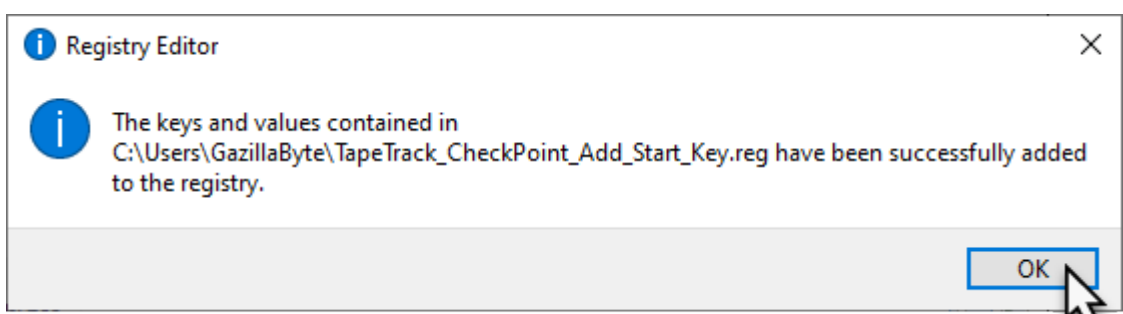 Registry Editor
The keys and values contained in
C:\Users\GazillaByte\TapeTrack_CheckPoint_Add_Start_Key.reg have been successfully added
to the registry.
OK